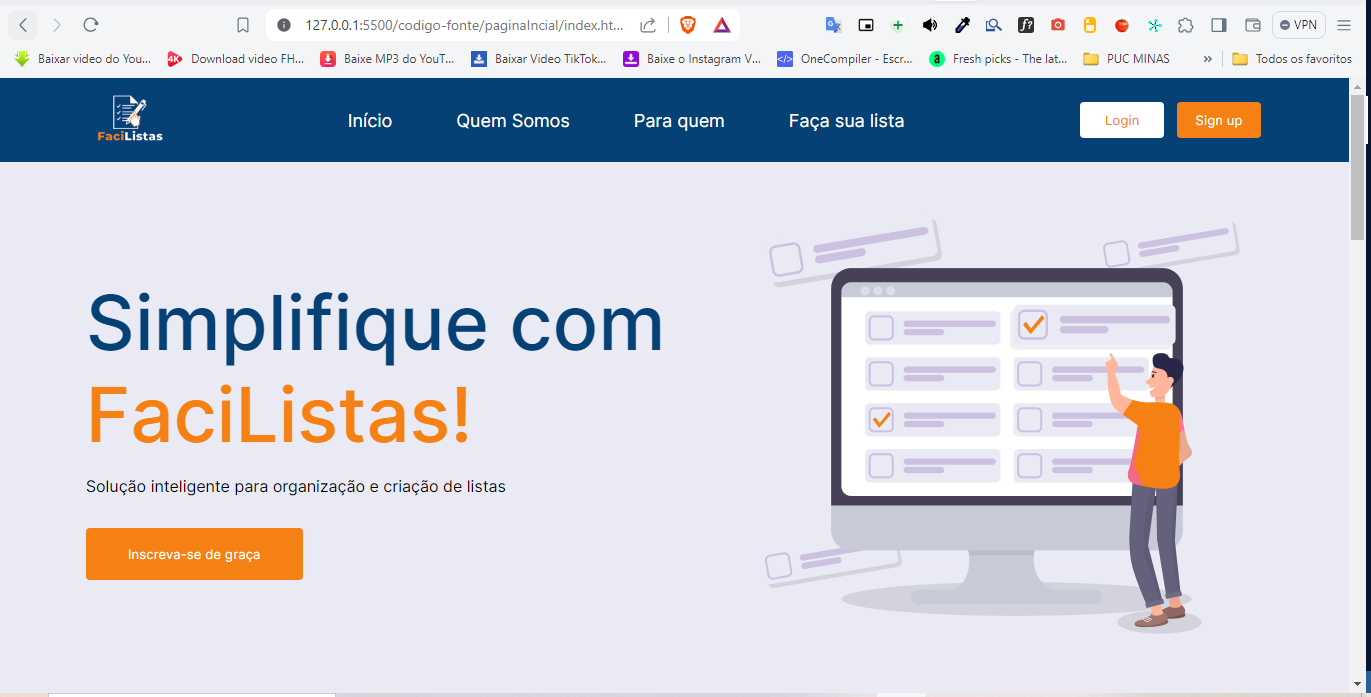 127.0.0.1:5500/codigo-fonte/paginaIncial/index.ht...
VPN
Baixar video do You...
4K
Download video FH...
Baixe MP3 do YouT...
Baixar Video TikTok...
Baixe o Instagram V...
OneCompiler - Escr...
Fresh picks - The lat...
PUC MINAS
»
Todos os favoritos
FaciListas
Início
Quem Somos
Para quem
Faça sua lista
Login
Sign up
Simplifique com
FaciListas!
Solução inteligente para organização e criação de listas
Inscreva-se de graça